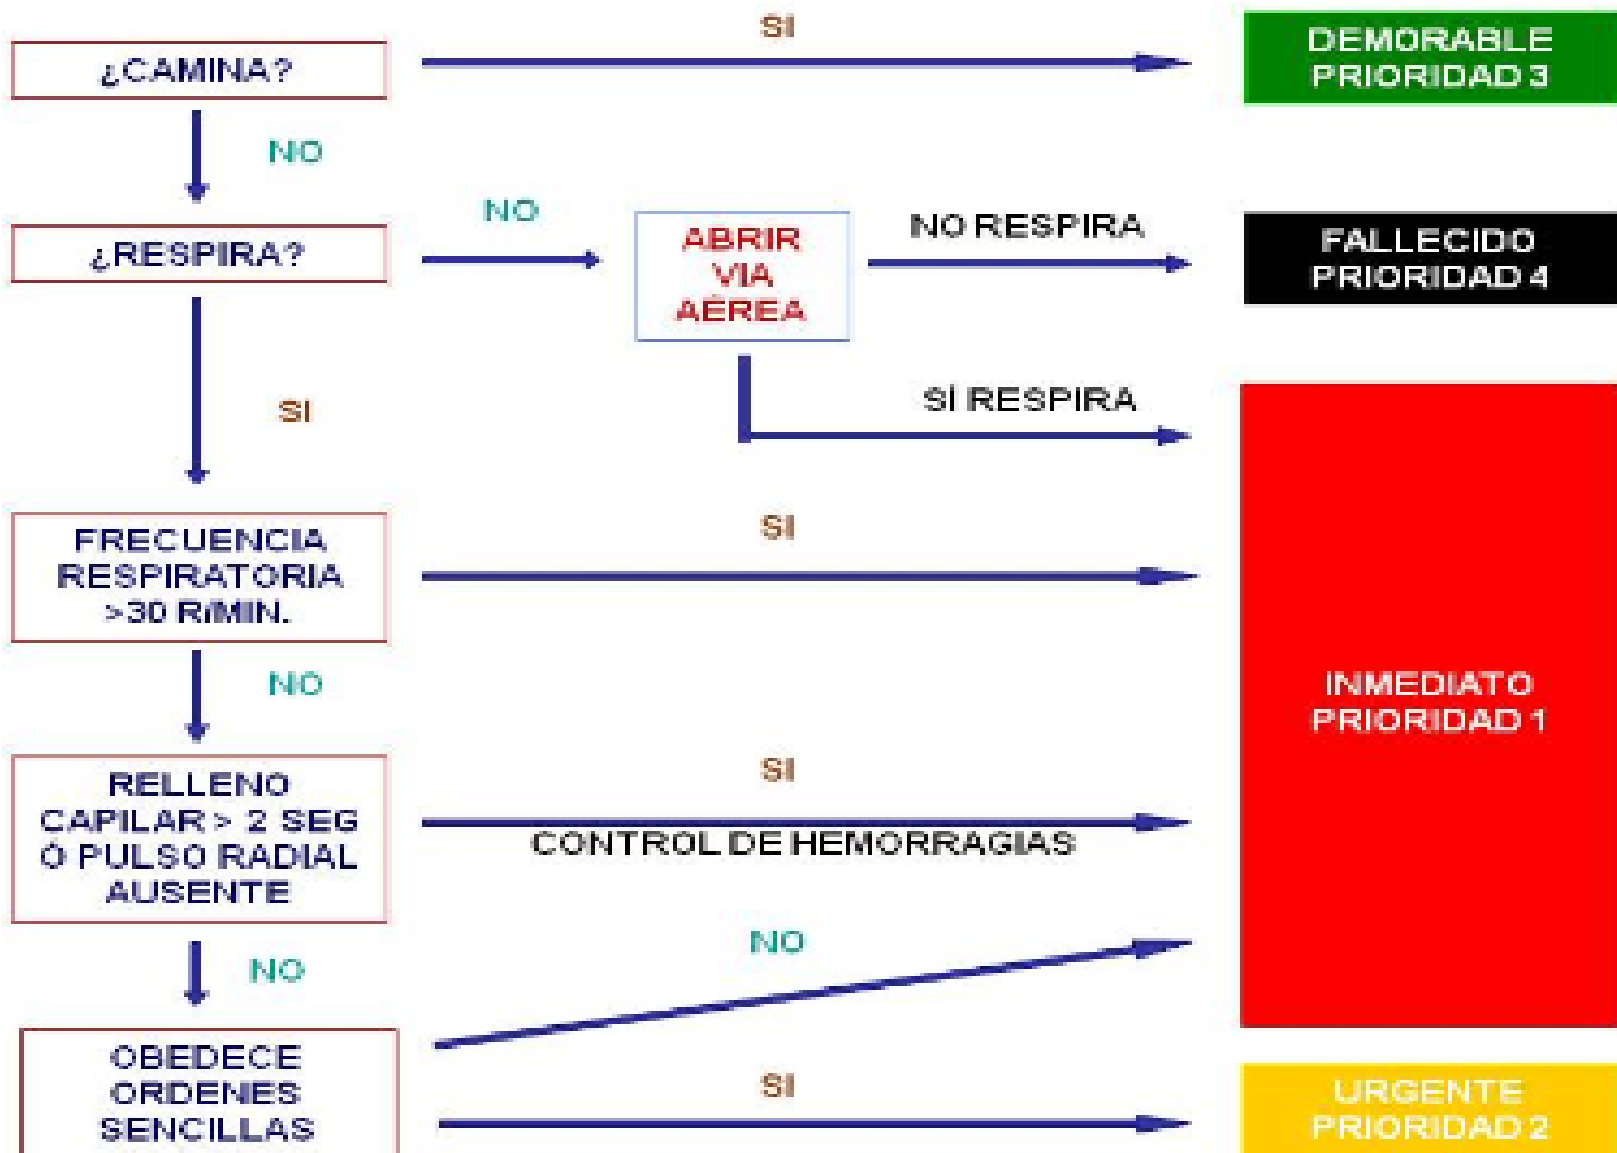 SI
¿CAMINA?
DEMORABLE
PRIORIDAD 3
NO
¿RESPIRA?
NO
ABRIR
VIA
AÉREA
NO RESPIRA
FALLECIDO
PRIORIDAD 4
SI
SÍ RESPIRA
FRECUENCIA
RESPIRATORIA
>30 R/MIN.
SI
INMEDIATO
PRIORIDAD 1
NO
RELLENO
CAPILAR > 2 SEG
Ó PULSO RADIAL
AUSENTE
SI
CONTROL DE HEMORRAGIAS
NO
NO
OBEDECE
ORDENES
SENCILLAS
SI
URGENTE
PRIORIDAD 2